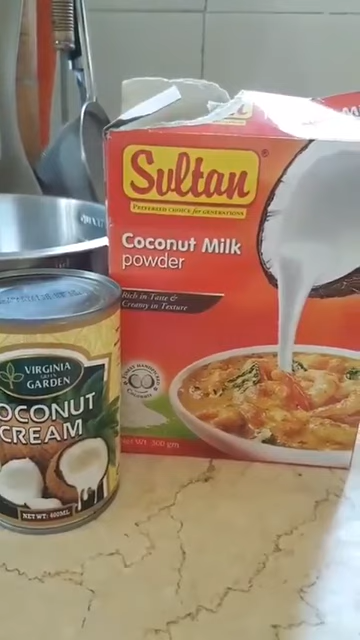 Sultan®
PREFERRED CHOICE for GENERATIONS
Coconut Milk
powder
Rich in Taste &
Creamy in Texture
NET WT. 300 gm
VIRGINIA
GREEN
GARDEN
OCONUT
CREAM
NET WT: 400ML